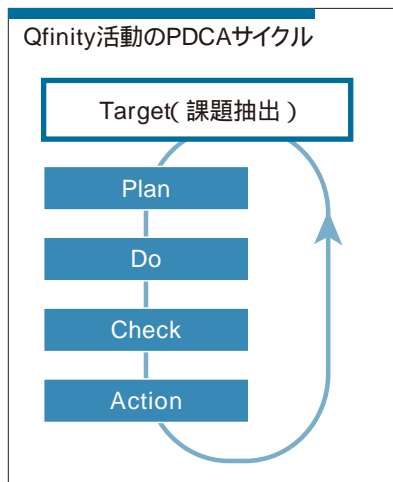 Qfinity活動のPDCAサイクル
Target(課題抽出)
Plan
Do
Check
Action